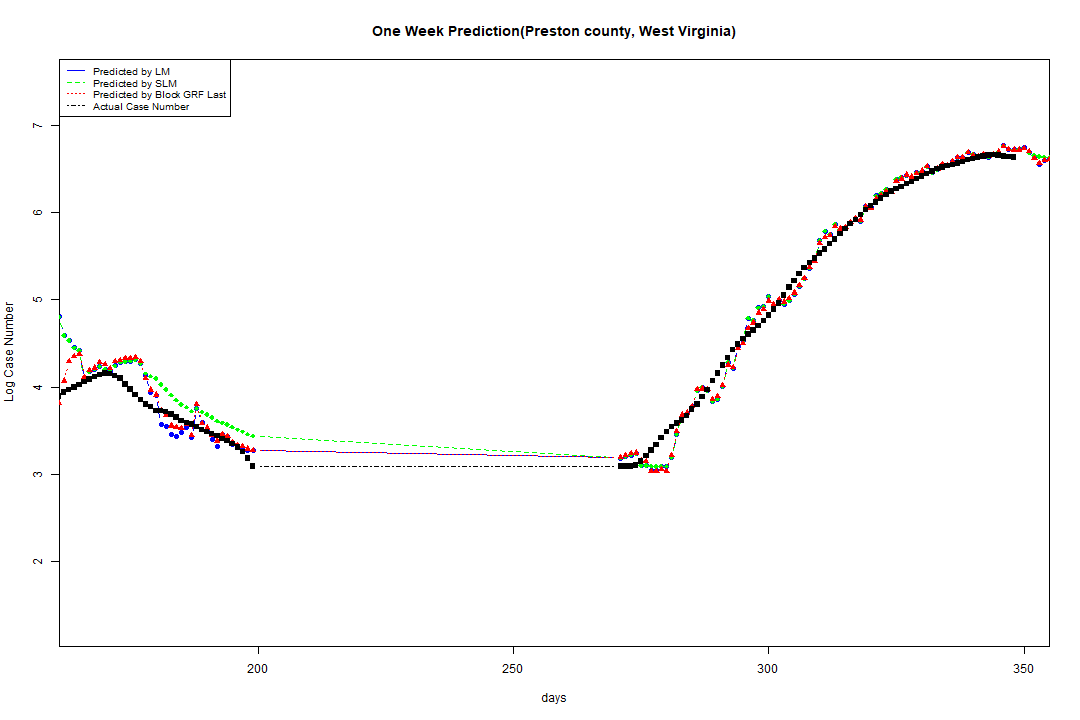 One Week Prediction(Preston county, West Virginia)
Predicted by LM
Predicted by SLM
Predicted by Block GRF Last
Actual Case Number
7
6
5
4
3
2
Log Case Number
200 250 300 350
days